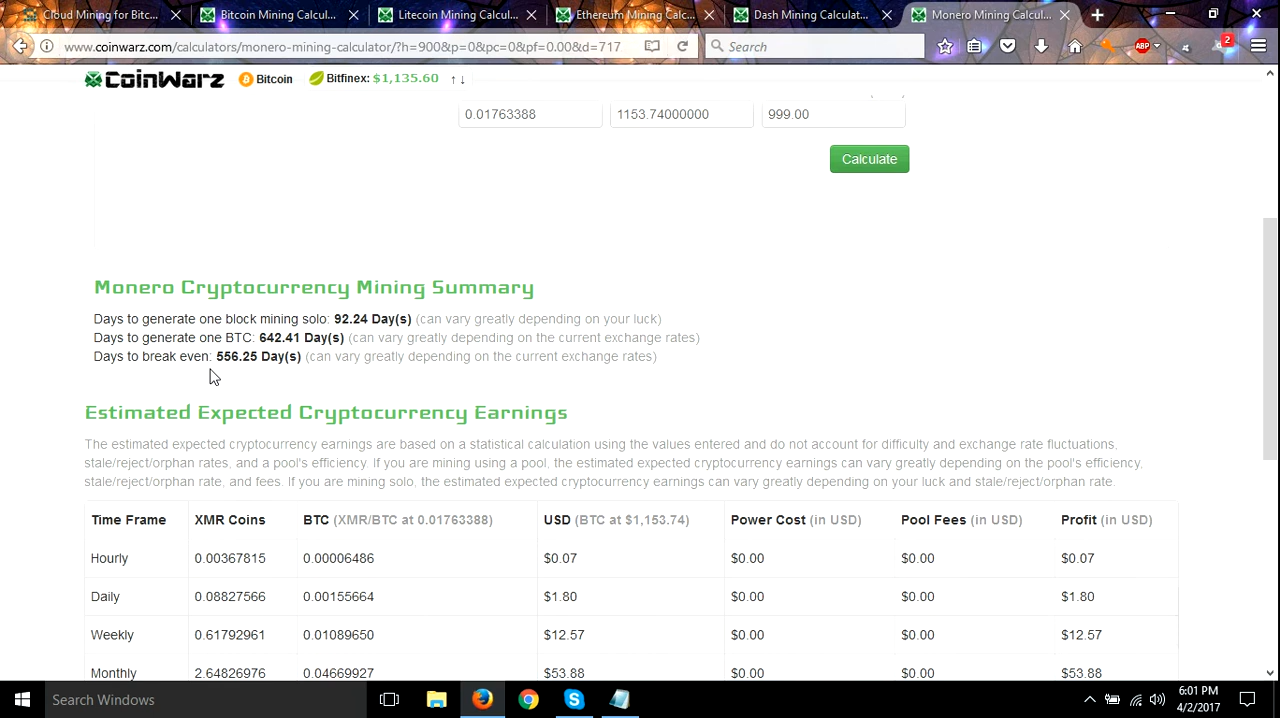 Cloud Mining for Bitc...
Bitcoin Mining Calcul...
Litecoin Mining Calcul...
Ethereum Mining Calc...
Dash Mining Calculat...
Monero Mining Calcul...
www.coinwarz.com/calculators/monero-mining-calculator/?h=900&p=0&pc=0&pf=0.00&d=717
Search
ABP
2
CoinWarz Bitcoin Bitfinex: $1,135.60 ↑↓
0.01763388 1153.74000000 999.00
Calculate
Monero Cryptocurrency Mining Summary
Days to generate one block mining solo: 92.24 Day(s) (can vary greatly depending on your luck)
Days to generate one BTC: 642.41 Day(s) (can vary greatly depending on the current exchange rates)
Days to break even: 556.25 Day(s) (can vary greatly depending on the current exchange rates)
Estimated Expected Cryptocurrency Earnings
The estimated expected cryptocurrency earnings are based on a statistical calculation using the values entered and do not account for difficulty and exchange rate fluctuations,
stale/reject/orphan rates, and a pool's efficiency. If you are mining using a pool, the estimated expected cryptocurrency earnings can vary greatly depending on the pool's efficiency,
stale/reject/orphan rate, and fees. If you are mining solo, the estimated expected cryptocurrency earnings can vary greatly depending on your luck and stale/reject/orphan rate.
Time Frame XMR Coins BTC (XMR/BTC at 0.01763388) USD (BTC at $1,153.74) Power Cost (in USD) Pool Fees (in USD) Profit (in USD)
Hourly 0.00367815 0.00006486 $0.07 $0.00 $0.00 $0.07
Daily 0.08827566 0.00155664 $1.80 $0.00 $0.00 $1.80
Weekly 0.61792961 0.01089650 $12.57 $0.00 $0.00 $12.57
Monthly 2.64826976 0.04669927 $53.88 $0.00 $0.00 $53.88
Search Windows
6:01 PM
4/2/2017